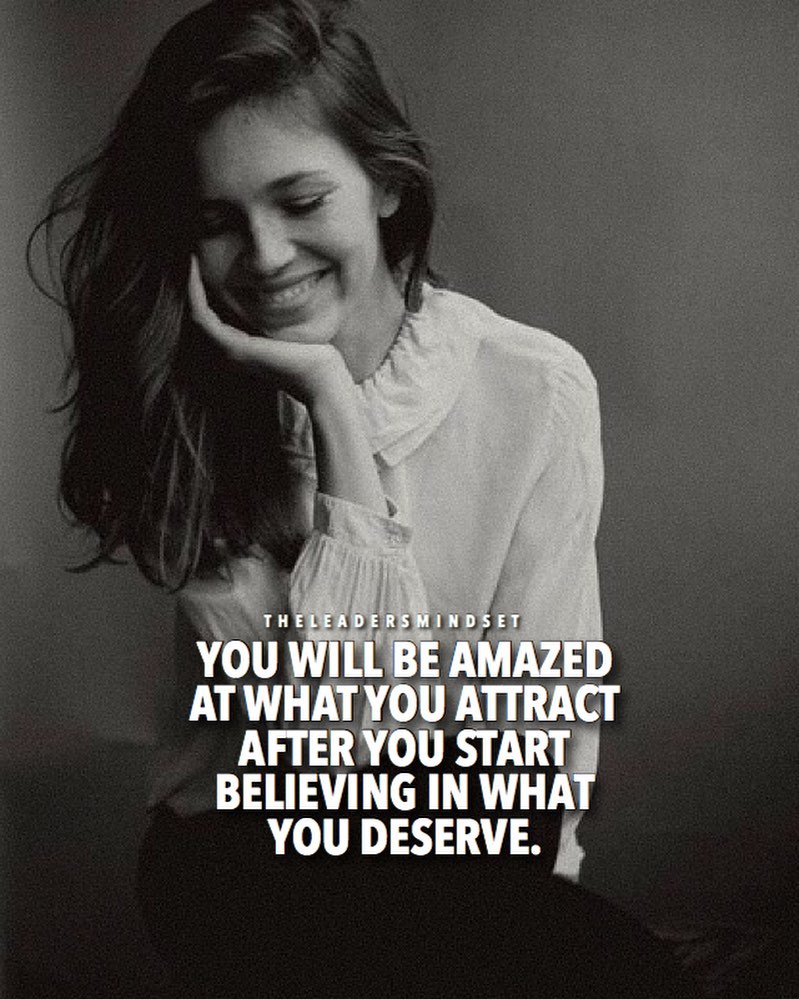 THELEADERSMINDSET
YOU WILL BE AMAZED
AT WHAT YOU ATTRACT
AFTER YOU START
BELIEVING IN WHAT
YOU DESERVE.